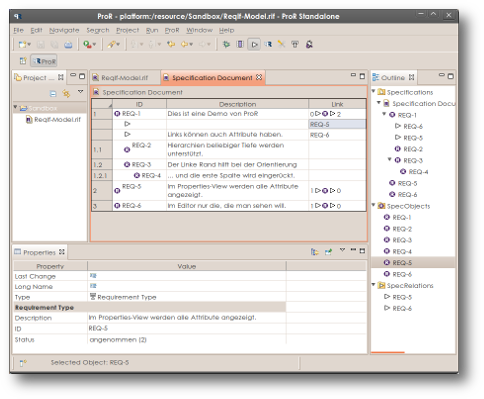 ProR - platform:/resource/Sandbox/Reqif-Model.rif - ProR Standalone
File Edit Navigate Search Project Run ProR Window Help
ProR
Project ...
Sandbox
Reqif-Model.rif
Reqif-Model.rif Specification Document
Specification Document
ID Description Link
1 REQ-1 Dies ist eine Demo von ProR 0 2
REQ-5
Links können auch Attribute haben. REQ-6
1.1 REQ-2 Hierarchien beliebiger Tiefe werden
unterstützt.
1.2 REQ-3 Der Linke Rand hilft bei der Orientierung
1.2.1 REQ-4 ... und die erste Spalte wird eingerückt.
2 REQ-5 Im Properties-View werden alle Attribute
angezeigt. 1 0
3 REQ-6 Im Editor nur die, die man sehen will. 1 0
Outline
Specifications
Specification Docu
REQ-1
REQ-6
REQ-5
REQ-2
REQ-3
REQ-4
REQ-5
REQ-6
SpecObjects
REQ-1
REQ-2
REQ-3
REQ-4
REQ-5
REQ-6
SpecRelations
REQ-5
REQ-6
Properties
Property Value
Last Change
Long Name
Type Requirement Type
Requirement Type
Description Im Properties-View werden alle Attribute angezeigt.
ID REQ-5
Status angenommen (2)
Selected Object: REQ-5